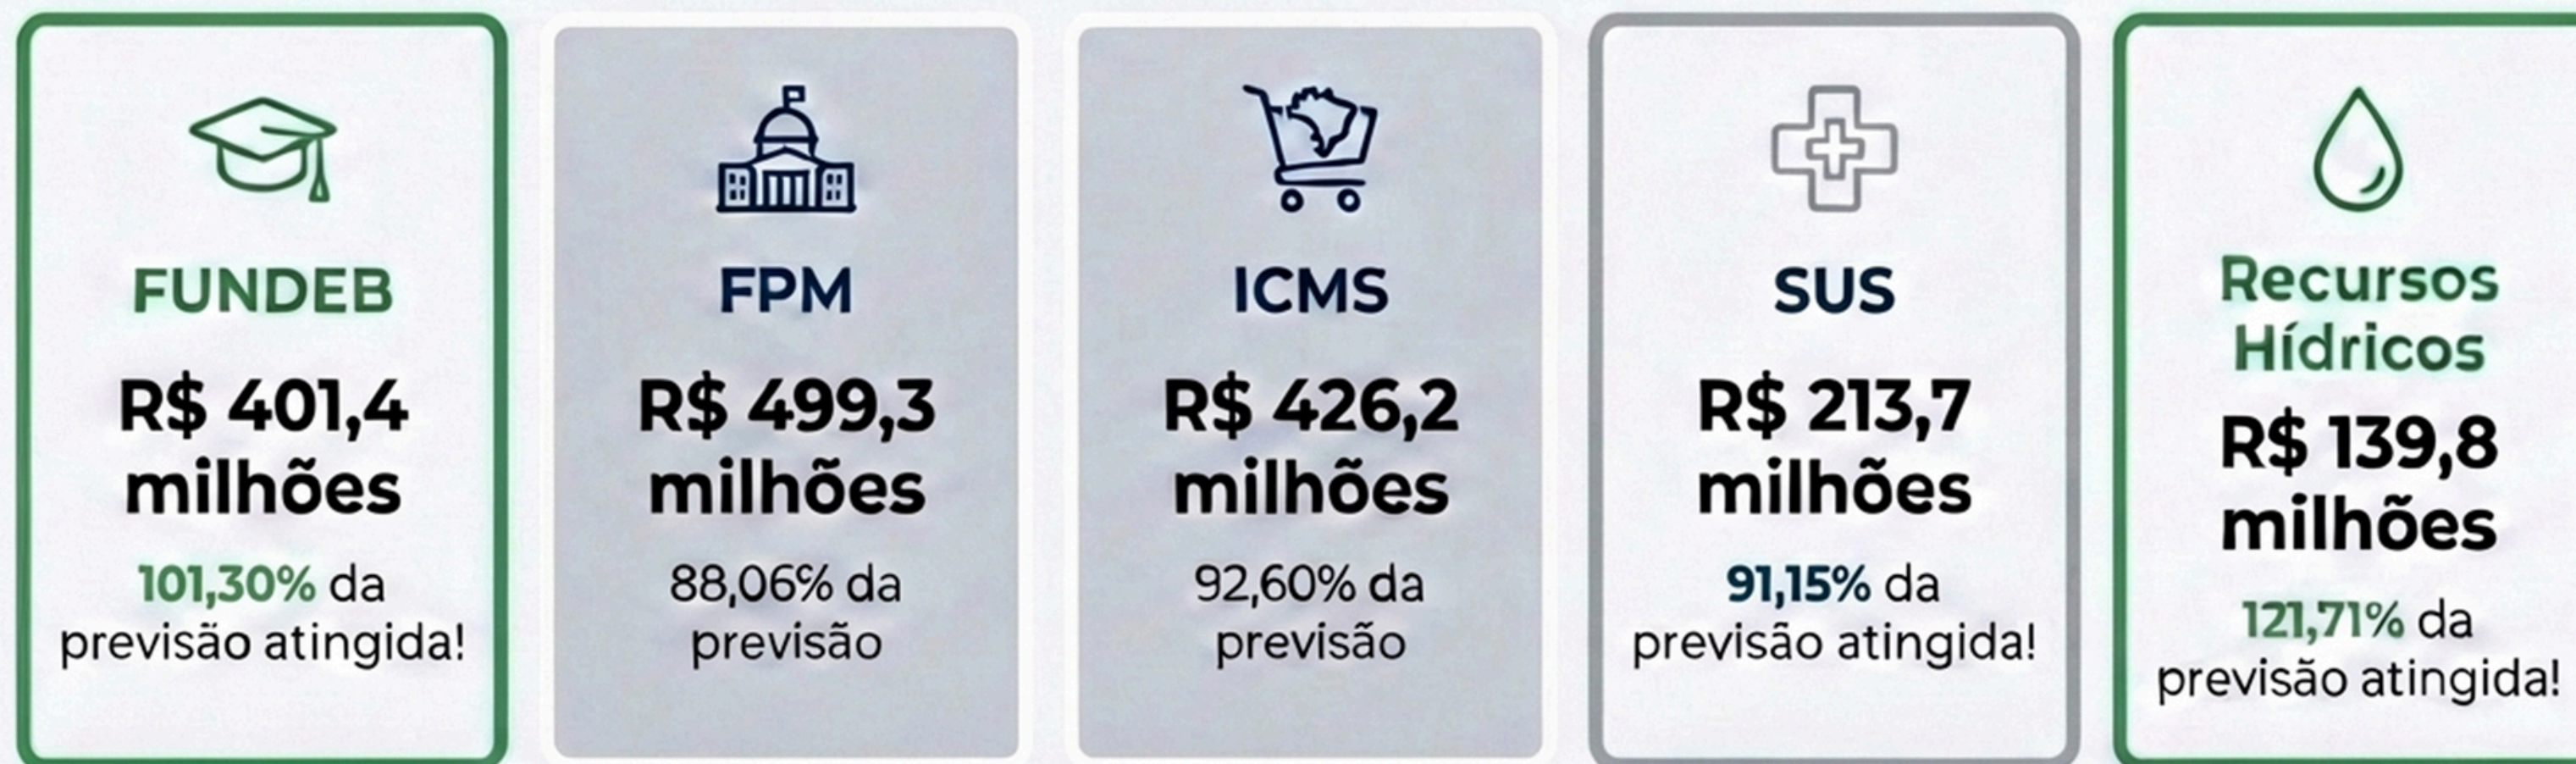 FUNDEB
R$ 401,4
milhões
101,30% da
previsão atingida!
FPM
R$ 499,3
milhões
88,06% da
previsão
ICMS
R$ 426,2
milhões
92,60% da
previsão
SUS
R$ 213,7
milhões
91,15% da
previsão atingida!
Recursos
Hídricos
R$ 139,8
milhões
121,71% da
previsão atingida!